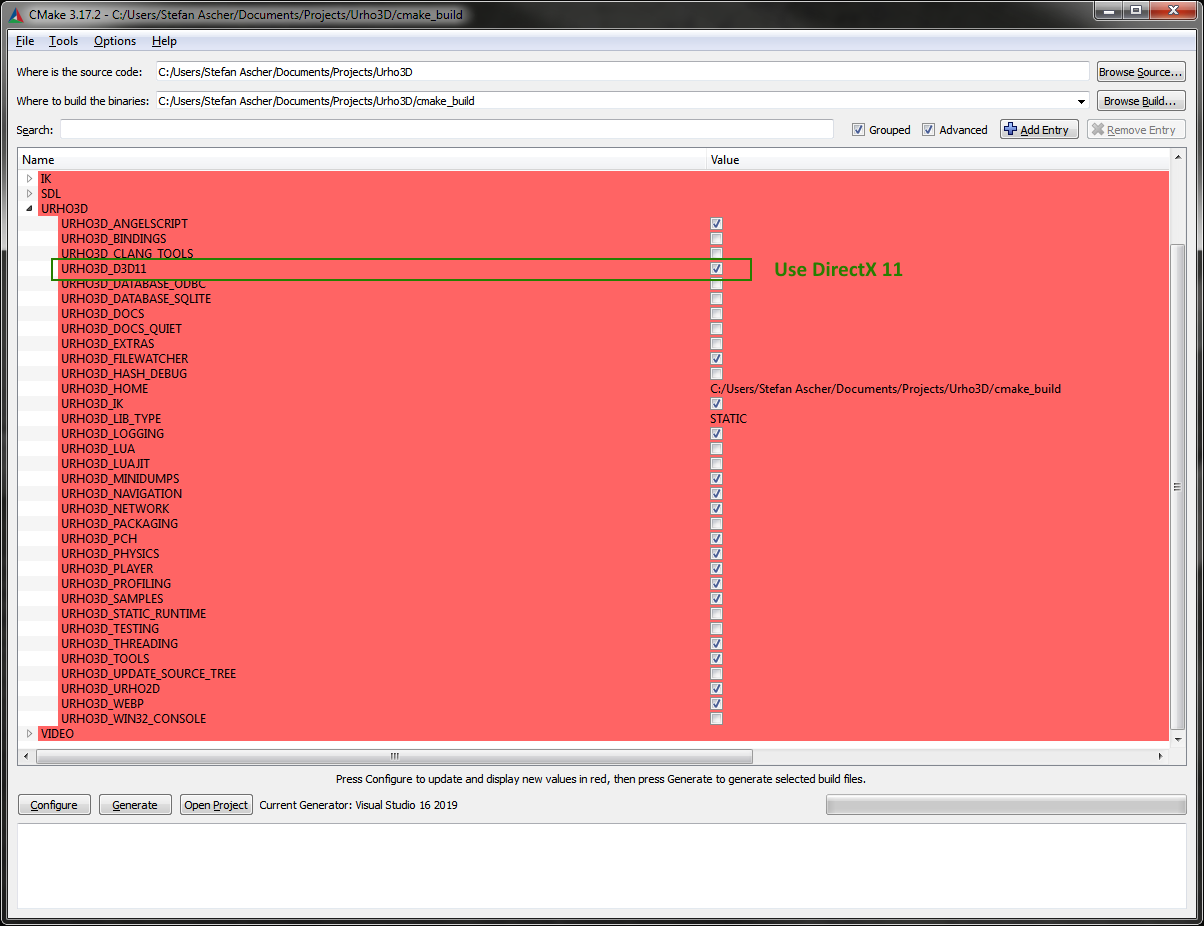 CMake 3.17.2 - C:/Users/Stefan Ascher/Documents/Projects/Urho3D/cmake_build
File Tools Options Help
Where is the source code: C:/Users/Stefan Ascher/Documents/Projects/Urho3D Browse Source...
Where to build the binaries: C:/Users/Stefan Ascher/Documents/Projects/Urho3D/cmake_build Browse Build...
Search: Grouped Advanced Add Entry Remove Entry
Name Value
IK
SDL
URHO3D
URHO3D_ANGELSCRIPT
URHO3D_BINDINGS
URHO3D_CLANG_TOOLS
URHO3D_D3D11 Use DirectX 11
URHO3D_DATABASE_ODBC
URHO3D_DATABASE_SQLITE
URHO3D_DOCS
URHO3D_DOCS_QUIET
URHO3D_EXTRAS
URHO3D_FILEWATCHER
URHO3D_HASH_DEBUG
URHO3D_HOME C:/Users/Stefan Ascher/Documents/Projects/Urho3D/cmake_build
URHO3D_IK
URHO3D_LIB_TYPE STATIC
URHO3D_LOGGING
URHO3D_LUA
URHO3D_LUAJIT
URHO3D_MINIDUMPS
URHO3D_NAVIGATION
URHO3D_NETWORK
URHO3D_PACKAGING
URHO3D_PCH
URHO3D_PHYSICS
URHO3D_PLAYER
URHO3D_PROFILING
URHO3D_SAMPLES
URHO3D_STATIC_RUNTIME
URHO3D_TESTING
URHO3D_THREADING
URHO3D_TOOLS
URHO3D_UPDATE_SOURCE_TREE
URHO3D_URHO2D
URHO3D_WEBP
URHO3D_WIN32_CONSOLE
VIDEO
Press Configure to update and display new values in red, then press Generate to generate selected build files.
Configure Generate Open Project Current Generator: Visual Studio 16 2019